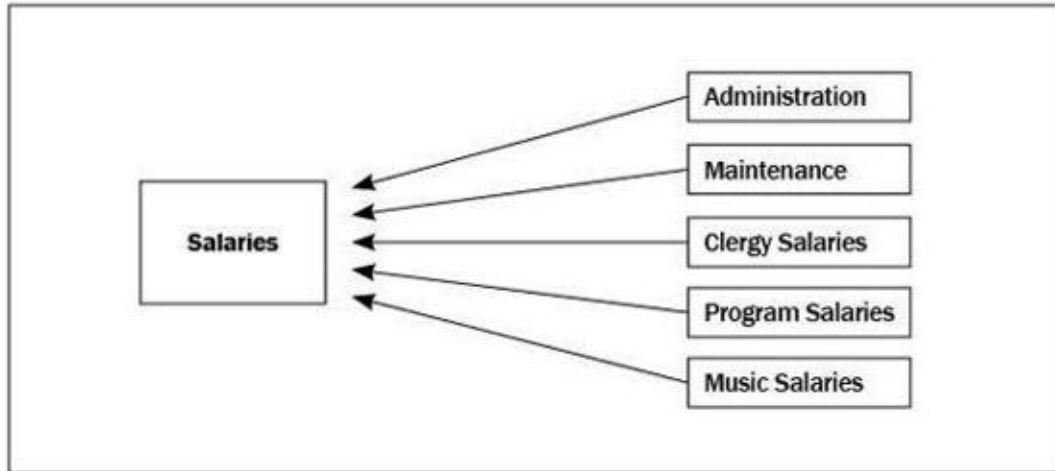 Salaries
Administration
Maintenance
Clergy Salaries
Program Salaries
Music Salaries